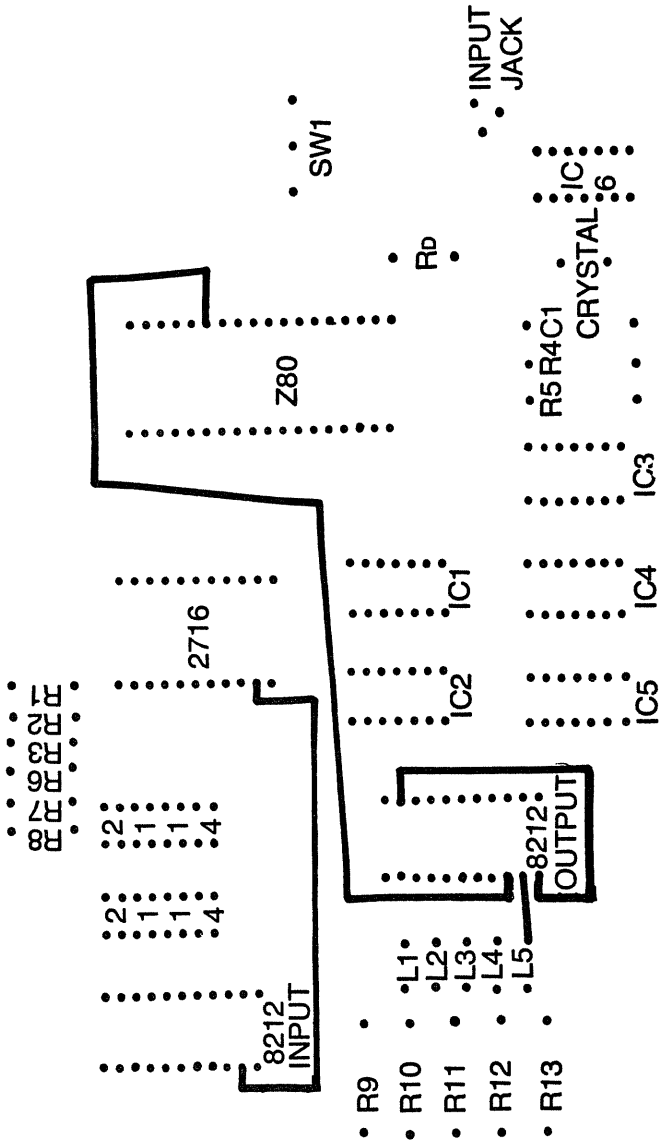 R1
R2
R3
R6
R7
R8
2
1
1
4
2
1
1
4
8212
INPUT
2716
Z80
SW1
INPUT
JACK
RD
IC
6
CRYSTAL
C1
R4
R5
IC1
IC2
IC3
IC4
IC5
8212
OUTPUT
L1
L2
L3
L4
L5
R9
R10
R11
R12
R13